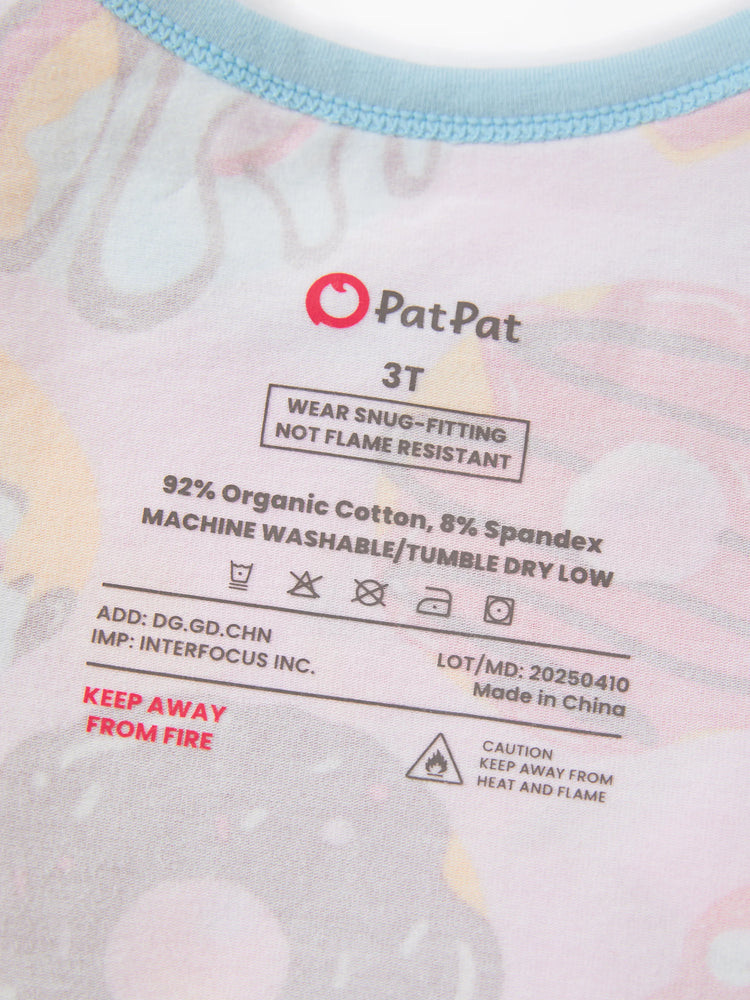 PatPat
3T
WEAR SNUG-FITTING
NOT FLAME RESISTANT
92% Organic Cotton, 8% Spandex
MACHINE WASHABLE/TUMBLE DRY LOW
ADD: DG.GD.CHN
IMP: INTERFOCUS INC.
LOT/MD: 20250410
Made in China
KEEP AWAY
FROM FIRE
CAUTION
KEEP AWAY FROM
HEAT AND FLAME